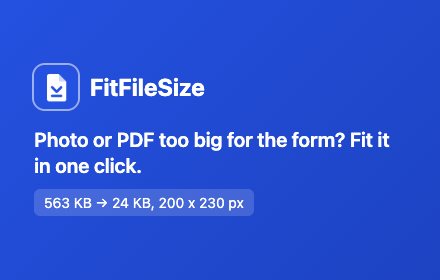 FitFileSize
Photo or PDF too big for the form? Fit it
in one click.
563 KB → 24 KB, 200 x 230 px